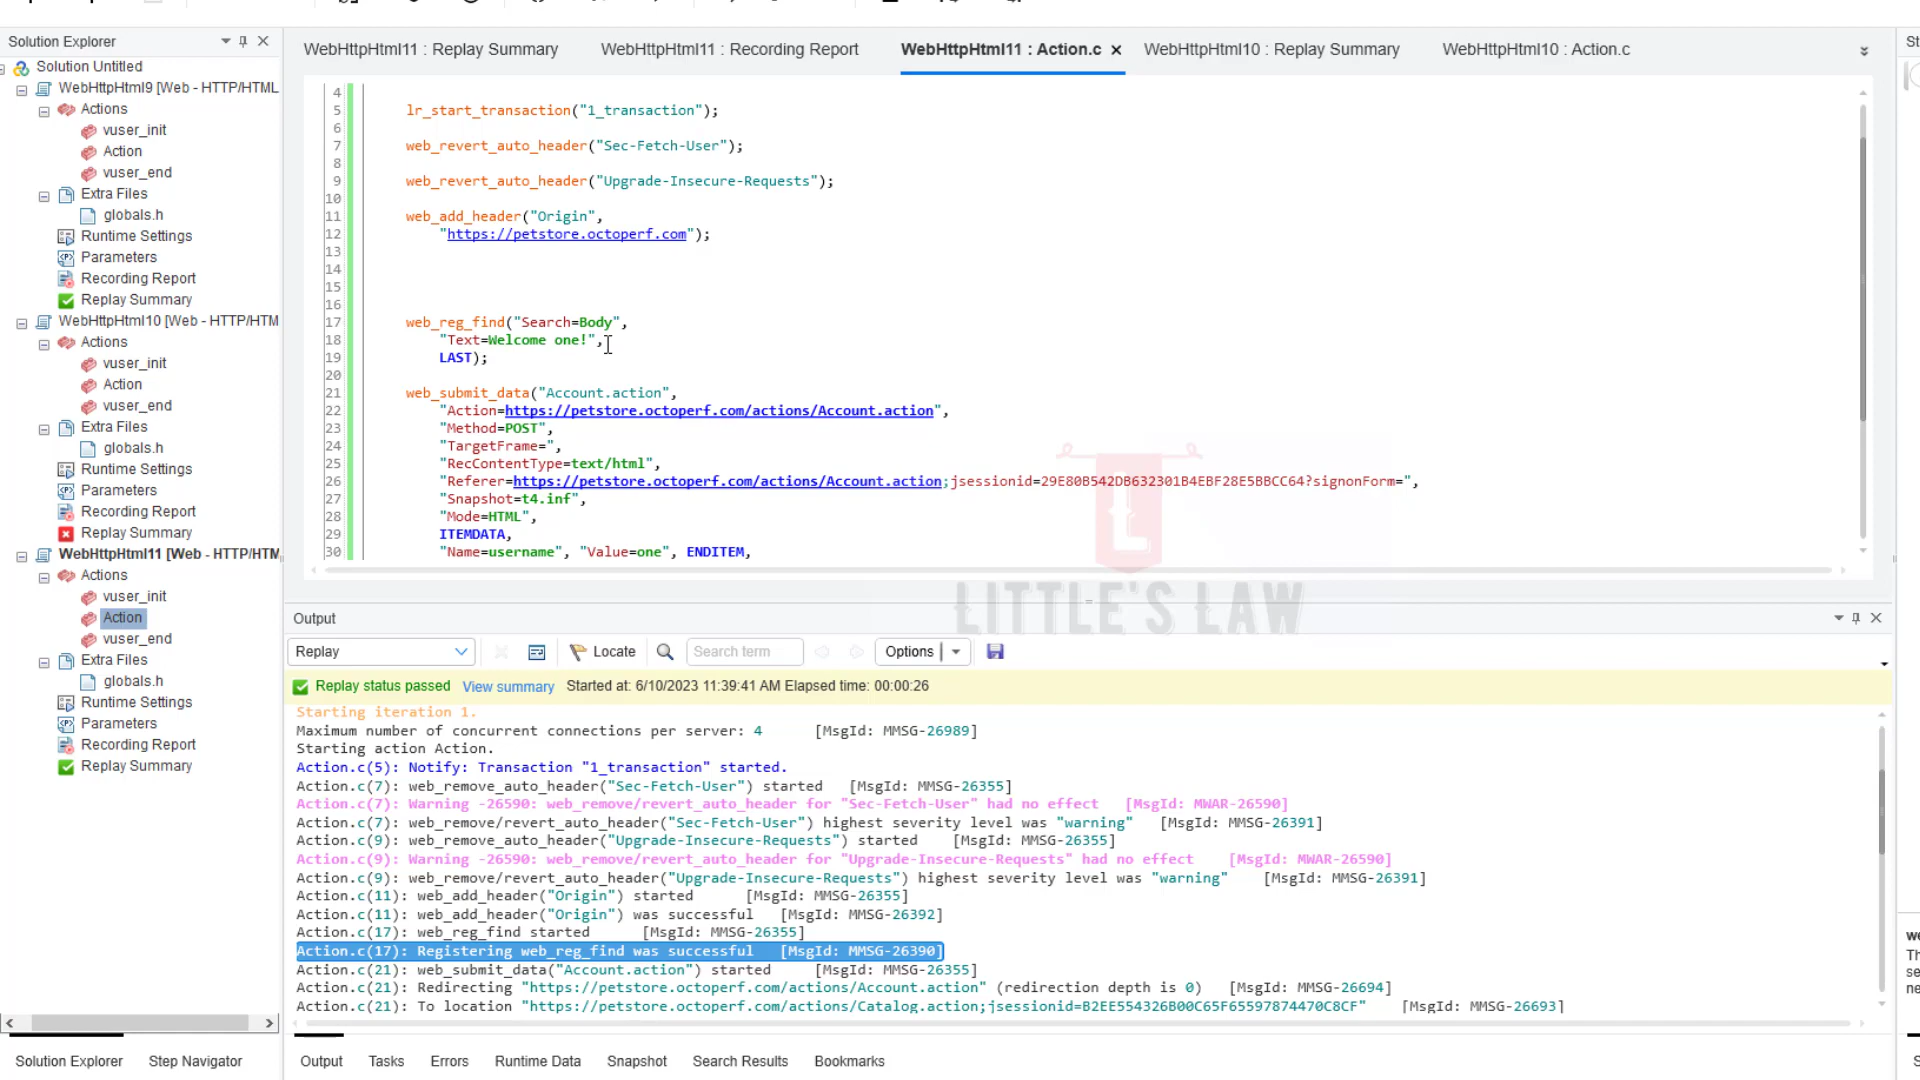 Solution Explorer
Solution Untitled
WebHttpHtml9 [Web - HTTP/HTML
Actions
vuser_init
Action
vuser_end
Extra Files
globals.h
Runtime Settings
Parameters
Recording Report
Replay Summary
WebHttpHtml10 [Web - HTTP/HTM
Actions
vuser_init
Action
vuser_end
Extra Files
globals.h
Runtime Settings
Parameters
Recording Report
Replay Summary
WebHttpHtml11 [Web - HTTP/HTM
Actions
vuser_init
Action
vuser_end
Extra Files
globals.h
Runtime Settings
Parameters
Recording Report
Replay Summary
Solution Explorer Step Navigator
WebHttpHtml11 : Replay Summary WebHttpHtml11 : Recording Report WebHttpHtml11 : Action.c WebHttpHtml10 : Replay Summary WebHttpHtml10 : Action.c
4
5 lr_start_transaction("1_transaction");
6
7 web_revert_auto_header("Sec-Fetch-User");
8
9 web_revert_auto_header("Upgrade-Insecure-Requests");
10
11 web_add_header("Origin",
12 "https://petstore.octoperf.com");
13
14
15
16
17 web_reg_find("Search=Body",
18 "Text=Welcome one!",
19 LAST);
20
21 web_submit_data("Account.action",
22 "Action=https://petstore.octoperf.com/actions/Account.action",
23 "Method=POST",
24 "TargetFrame=",
25 "RecContentType=text/html",
26 "Referer=https://petstore.octoperf.com/actions/Account.action;jsessionid=29E80B542DB632301B4EBF28E5BBCC64?signonForm=",
27 "Snapshot=t4.inf",
28 "Mode=HTML",
29 ITEMDATA,
30 "Name=username", "Value=one", ENDITEM,
L
LITTLE'S LAW
Output
Replay Locate Search term Options
Replay status passed View summary Started at: 6/10/2023 11:39:41 AM Elapsed time: 00:00:26
Starting iteration 1.
Maximum number of concurrent connections per server: 4 [MsgId: MMSG-26989]
Starting action Action.
Action.c(5): Notify: Transaction "1_transaction" started.
Action.c(7): web_remove_auto_header("Sec-Fetch-User") started [MsgId: MMSG-26355]
Action.c(7): Warning -26590: web_remove/revert_auto_header for "Sec-Fetch-User" had no effect [MsgId: MWAR-26590]
Action.c(7): web_remove/revert_auto_header("Sec-Fetch-User") highest severity level was "warning" [MsgId: MMSG-26391]
Action.c(9): web_remove_auto_header("Upgrade-Insecure-Requests") started [MsgId: MMSG-26355]
Action.c(9): Warning -26590: web_remove/revert_auto_header for "Upgrade-Insecure-Requests" had no effect [MsgId: MWAR-26590]
Action.c(9): web_remove/revert_auto_header("Upgrade-Insecure-Requests") highest severity level was "warning" [MsgId: MMSG-26391]
Action.c(11): web_add_header("Origin") started [MsgId: MMSG-26355]
Action.c(11): web_add_header("Origin") was successful [MsgId: MMSG-26392]
Action.c(17): web_reg_find started [MsgId: MMSG-26355]
Action.c(17): Registering web_reg_find was successful [MsgId: MMSG-26390]
Action.c(21): web_submit_data("Account.action") started [MsgId: MMSG-26355]
Action.c(21): Redirecting "https://petstore.octoperf.com/actions/Account.action" (redirection depth is 0) [MsgId: MMSG-26694]
Action.c(21): To location "https://petstore.octoperf.com/actions/Catalog.action;jsessionid=B2EE554326B00C65F65597874470C8CF" [MsgId: MMSG-26693]
Output Tasks Errors Runtime Data Snapshot Search Results Bookmarks